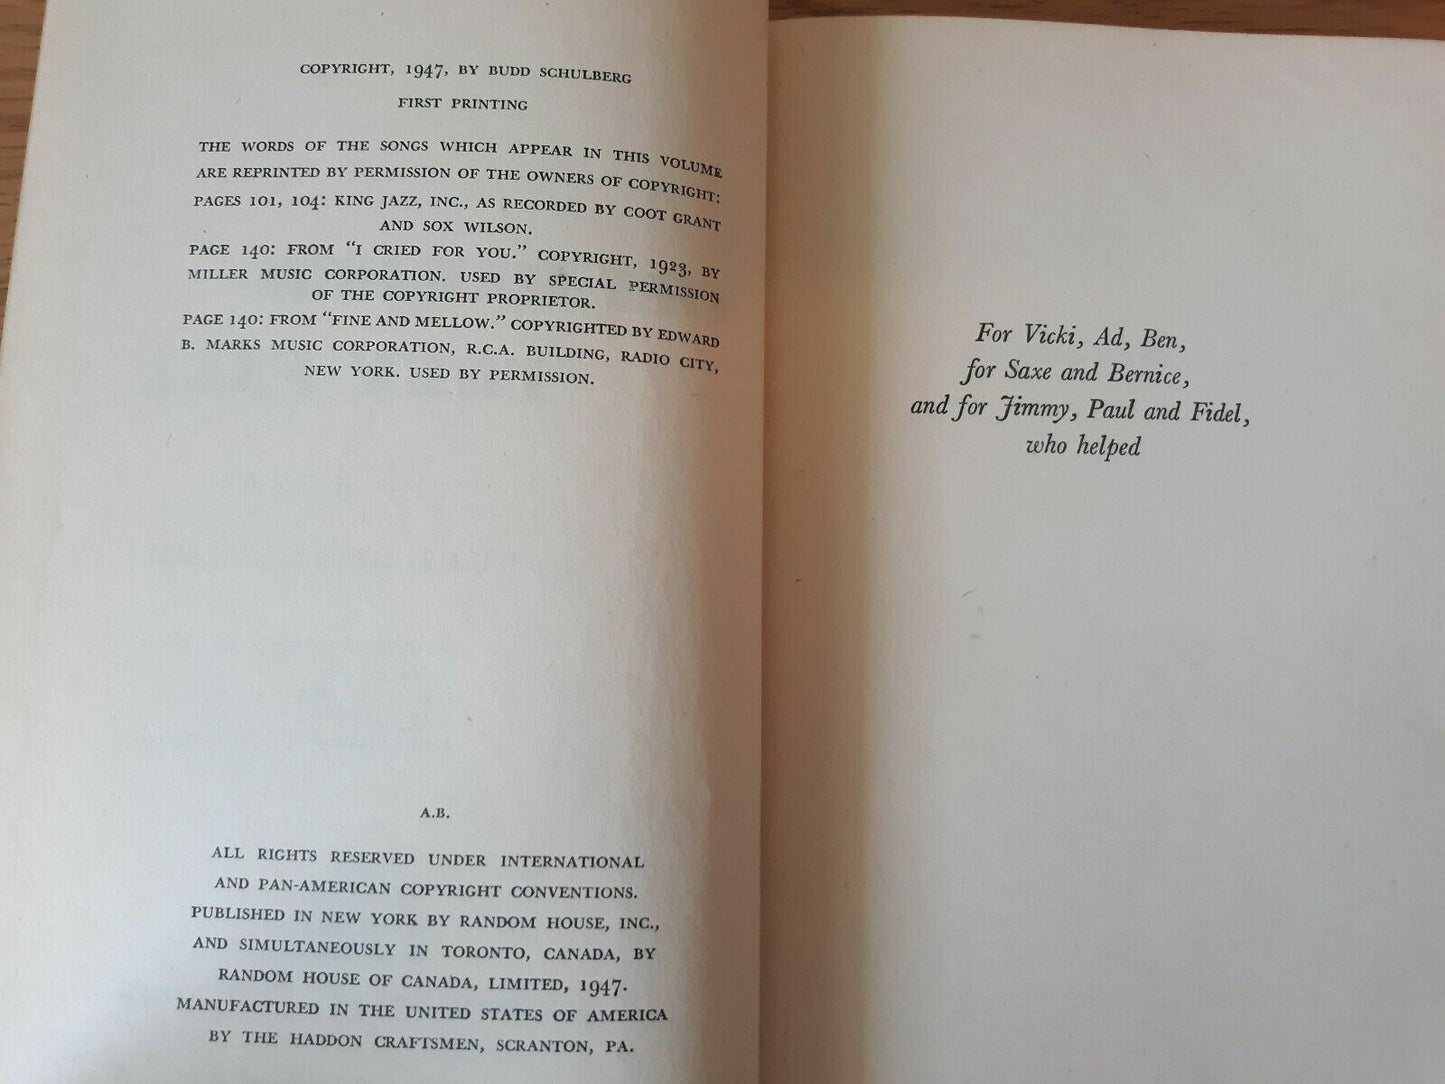 COPYRIGHT, 1947, BY BUDD SCHULBERG
FIRST PRINTING
THE WORDS OF THE SONGS WHICH APPEAR IN THIS VOLUME
ARE REPRINTED BY PERMISSION OF THE OWNERS OF COPYRIGHT:
PAGES 101, 104: KING JAZZ, INC., AS RECORDED BY COOT GRANT
AND SOX WILSON.
PAGE 140: FROM "I CRIED FOR YOU." COPYRIGHT, 1923, BY
MILLER MUSIC CORPORATION. USED BY SPECIAL PERMISSION
OF THE COPYRIGHT PROPRIETOR.
PAGE 140: FROM "FINE AND MELLOW." COPYRIGHTED BY EDWARD
B. MARKS MUSIC CORPORATION, R.C.A. BUILDING, RADIO CITY,
NEW YORK. USED BY PERMISSION.
A.B.
ALL RIGHTS RESERVED UNDER INTERNATIONAL
AND PAN-AMERICAN COPYRIGHT CONVENTIONS.
PUBLISHED IN NEW YORK BY RANDOM HOUSE, INC.,
AND SIMULTANEOUSLY IN TORONTO, CANADA, BY
RANDOM HOUSE OF CANADA, LIMITED, 1947.
MANUFACTURED IN THE UNITED STATES OF AMERICA
BY THE HADDON CRAFTSMEN, SCRANTON, PA.
For Vicki, Ad, Ben,
for Saxe and Bernice,
and for Jimmy, Paul and Fidel,
who helped